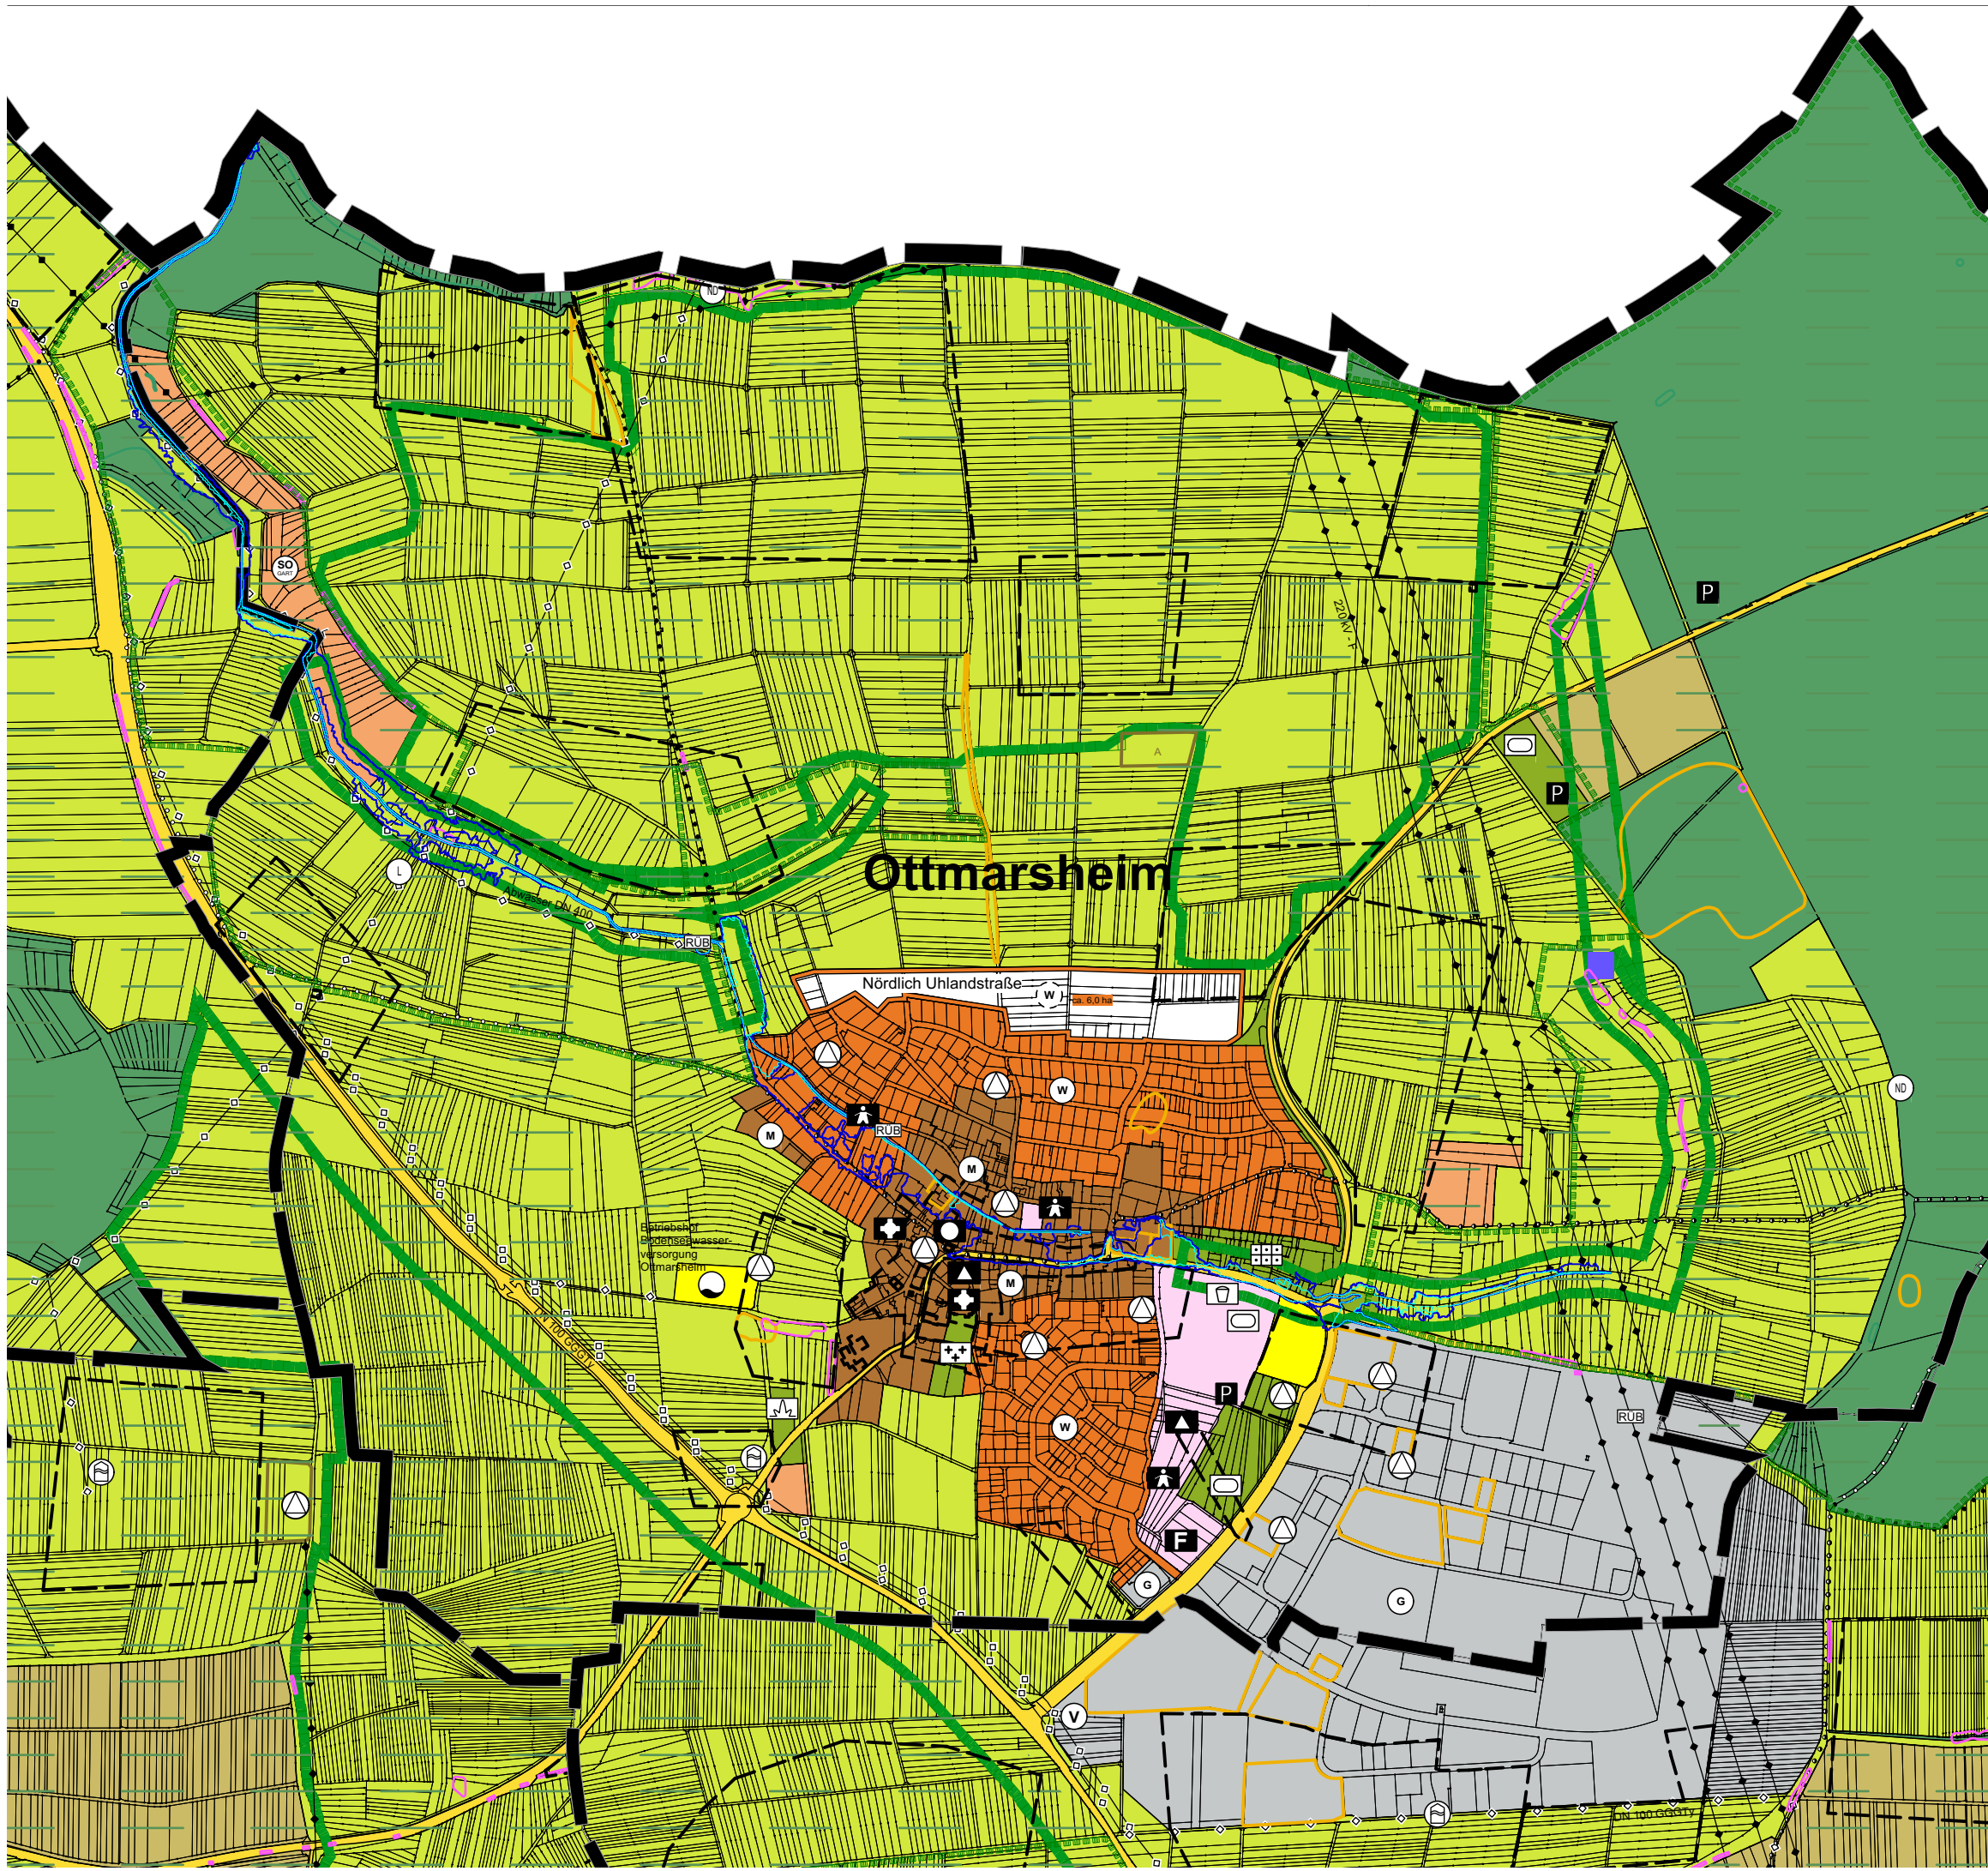 ND
SO
GART
220 kV - F
P
A
P
Ottmarsheim
L
Abwasser DN 400
RÜB
Nördlich Uhlandstraße
W
ca. 6,0 ha
W
ND
RÜB
M
M
Betriebshof
Bodenseewasser-
versorgung
Ottmarsheim
M
DN 100 GGGTy
P
W
RÜB
F
G
G
V
DN 100 GGGTy